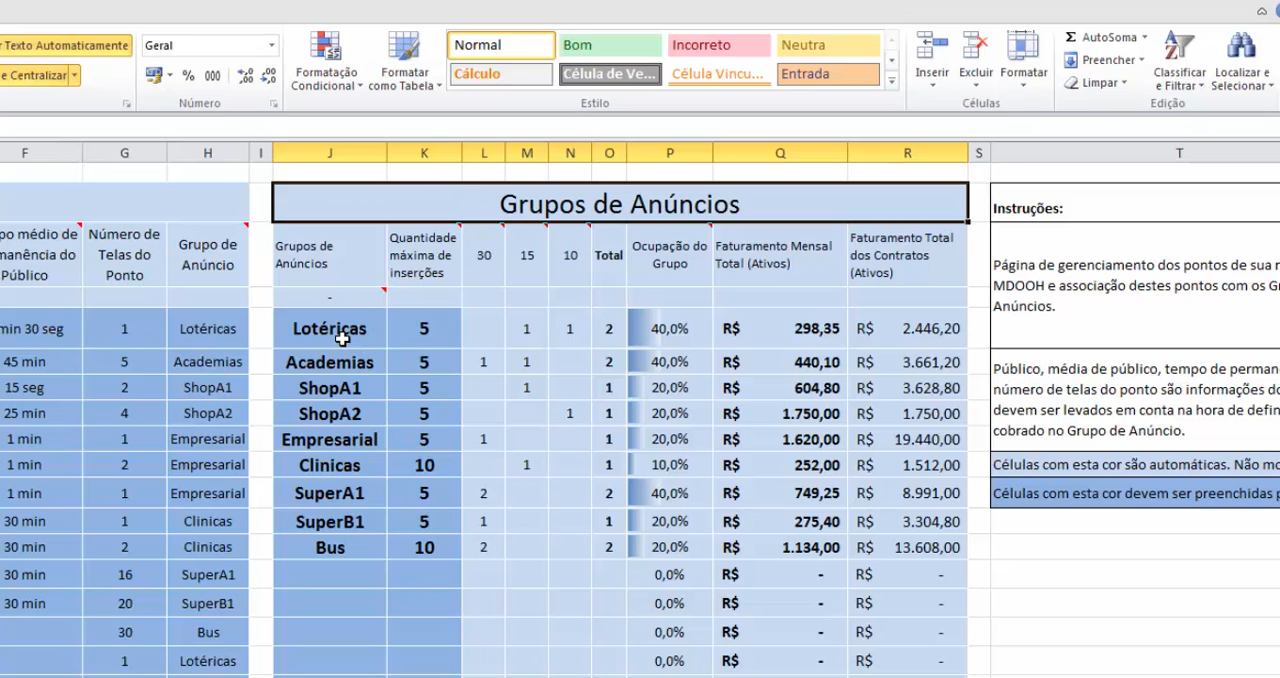 r Texto Automaticamente
e Centralizar
Geral
% 000
Número
Formatação
Condicional
Formatar
como Tabela
Normal Bom Incorreto Neutra
Cálculo Célula de Ve... Célula Vincu... Entrada
Estilo
Inserir Excluir Formatar
Células
Σ AutoSoma
Preencher
Limpar
Classificar
e Filtrar
Localizar e
Selecionar
Edição
F G H I J K L M N O P Q R S T
Grupos de Anúncios
Instruções:
po médio de
manência do
Público
Número de
Telas do
Ponto
Grupo de
Anúncio
Grupos de
Anúncios
Quantidade
máxima de
inserções
30 15 10 Total
Ocupação do
Grupo
Faturamento Mensal
Total (Ativos)
Faturamento Total
dos Contratos
(Ativos)
-
Página de gerenciamento dos pontos de sua r
MDOOH e associação destes pontos com os G
Anúncios.
min 30 seg 1 Lotéricas Lotéricas 5 1 1 2 40,0% R$ 298,35 R$ 2.446,20
45 min 5 Academias Academias 5 1 1 2 40,0% R$ 440,10 R$ 3.661,20
15 seg 2 ShopA1 ShopA1 5 1 1 20,0% R$ 604,80 R$ 3.628,80
25 min 4 ShopA2 ShopA2 5 1 1 20,0% R$ 1.750,00 R$ 1.750,00
1 min 1 Empresarial Empresarial 5 1 1 20,0% R$ 1.620,00 R$ 19.440,00
1 min 2 Empresarial Clinicas 10 1 1 10,0% R$ 252,00 R$ 1.512,00
1 min 1 Empresarial SuperA1 5 2 2 40,0% R$ 749,25 R$ 8.991,00
30 min 1 Clinicas SuperB1 5 1 1 20,0% R$ 275,40 R$ 3.304,80
30 min 2 Clinicas Bus 10 2 2 20,0% R$ 1.134,00 R$ 13.608,00
30 min 16 SuperA1 0,0% R$ - R$ -
30 min 20 SuperB1 0,0% R$ - R$ -
30 Bus 0,0% R$ - R$ -
1 Lotéricas 0,0% R$ - R$ -
Público, média de público, tempo de permane
número de telas do ponto são informações do
devem ser levados em conta na hora de defin
cobrado no Grupo de Anúncio.
Células com esta cor são automáticas. Não mo
Células com esta cor devem ser preenchidas p